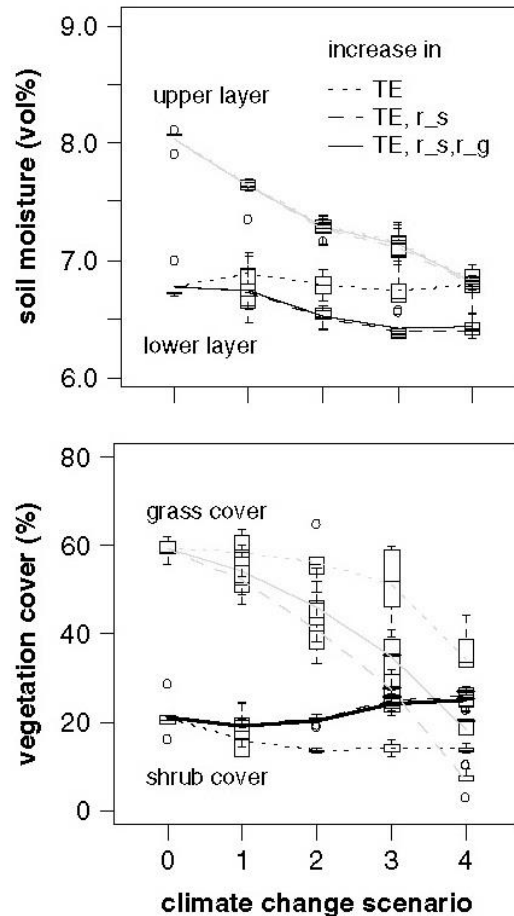 9.0
8.0
7.0
6.0
soil moisture (vol%)
upper layer
lower layer
increase in
TE
TE, r_s
TE, r_s,r_g
80
60
40
20
0
vegetation cover (%)
grass cover
shrub cover
0 1 2 3 4
climate change scenario